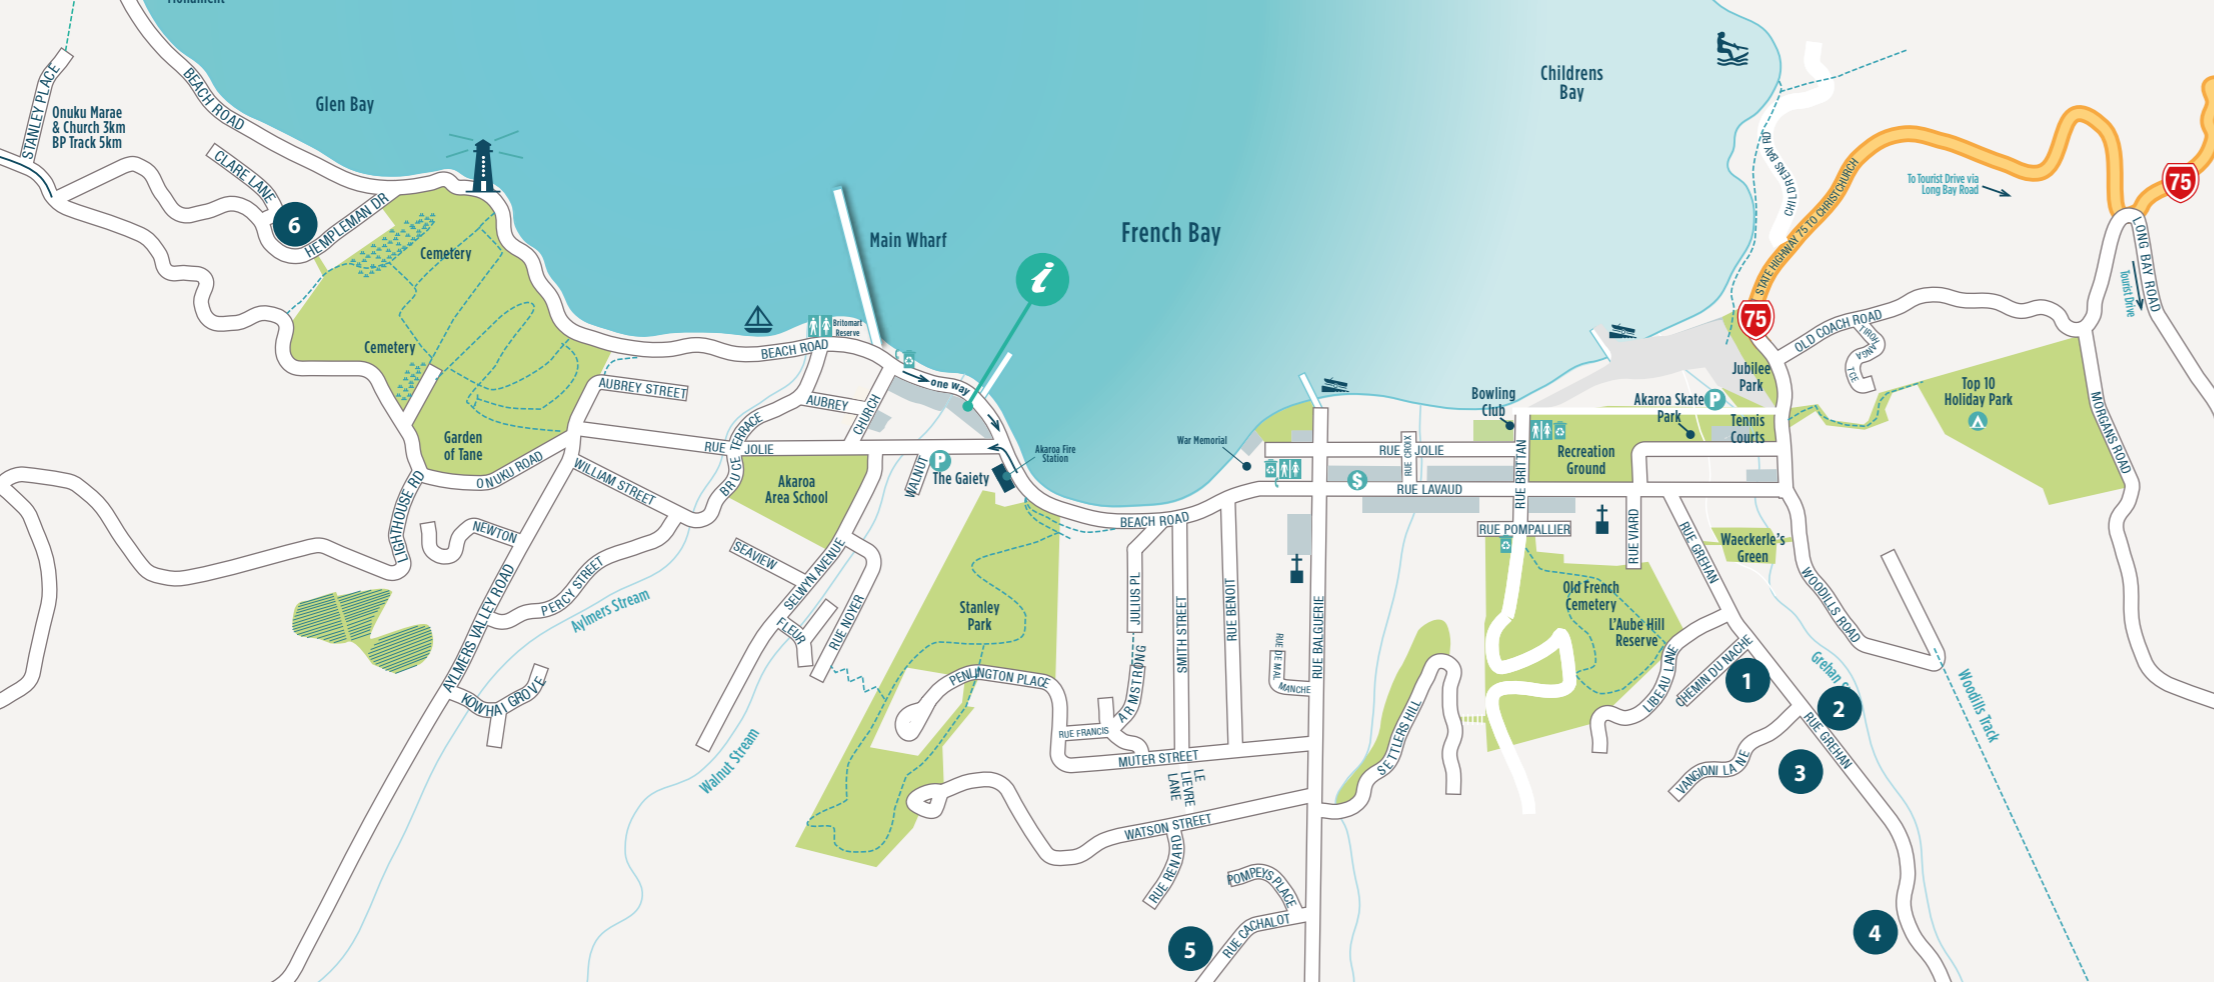 Monument
STANLEY PLACE
BEACH ROAD
Glen Bay
Onuku Marae
& Church 3km
BP Track 5km
CLARE LANE
6
HEMPLEMAN DR
Cemetery
Cemetery
Garden
of Tane
LIGHTHOUSE RD
ONUKU ROAD
AUBREY STREET
WILLIAM STREET
NEWTON
PERCY STREET
AYLMERS VALLEY ROAD
KOWHAI GROVE
Aylmers Stream
Main Wharf
Britomart
Reserve
BEACH ROAD
one way
AUBREY
CHURCH
BRUCE TERRACE
RUE JOLIE
Akaroa
Area School
WALNUT
P
The Gaiety
Akaroa Fire
Station
i
SEAVIEW
SELWYN AVENUE
FLEUR
RUE NOYER
Walnut Stream
Stanley
Park
PENLINGTON PLACE
French Bay
Childrens
Bay
BEACH ROAD
JULIUS PL
SMITH STREET
RUE BENOIT
ARMSTRONG
RUE FRANCIS
MUTER STREET
LE
LIEVRE
LANE
WATSON STREET
RUE RENARD
POMPEYS PLACE
RUE CACHALOT
5
RUE DE MAL
MANCHE
RUE BALGUERIE
War Memorial
$
RUE JOLIE
RUE CROIX
RUE LAVAUD
RUE BRITTAN
Bowling
Club
Recreation
Ground
Akaroa Skate
Park
P
Jubilee
Park
Tennis
Courts
RUE POMPALLIER
RUE VIARD
RUE GREHAN
Waeckerle's
Green
Old French
Cemetery
L'Aube Hill
Reserve
SETTLERS HILL
LIBEAU LANE
CHEMIN DU NACHE
1
2
RUE GREHAN
VANGIONI LANE
3
4
Grehan
WOODILLS ROAD
Woodills Track
CHILDRENS BAY RD
STATE HIGHWAY 75 TO CHRISTCHURCH
75
75
To Tourist Drive via
Long Bay Road
LONG BAY ROAD
Tourist Drive
OLD COACH ROAD
TIROHANGA
TCE
Top 10
Holiday Park
MORGANS ROAD